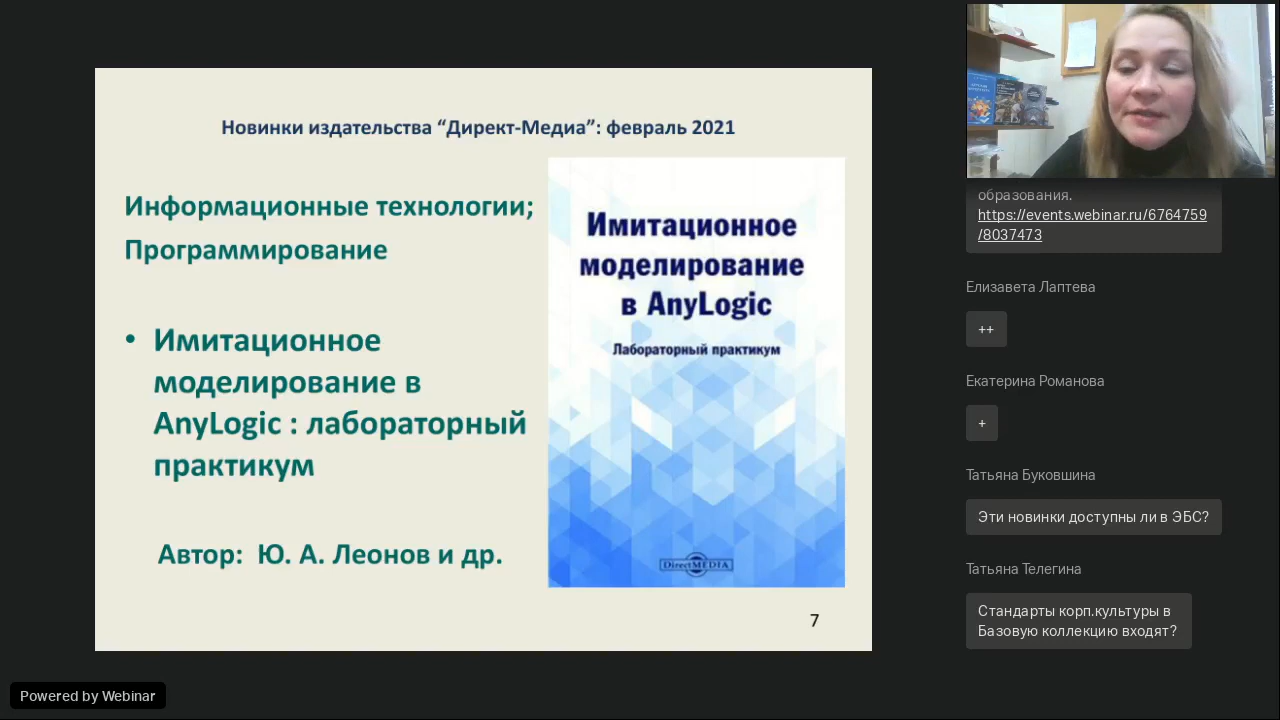 Новинки издательства “Директ-Медиа”: февраль 2021
Информационные технологии;
Программирование
• Имитационное
моделирование в
AnyLogic : лабораторный
практикум
Автор: Ю. А. Леонов и др.
Имитационное
моделирование
в AnyLogic
Лабораторный практикум
DirectMEDIA
7
образования.
https://events.webinar.ru/6764759
/8037473
Елизавета Лаптева
++
Екатерина Романова
+
Татьяна Буковшина
Эти новинки доступны ли в ЭБС?
Татьяна Телегина
Стандарты корп.культуры в
Базовую коллекцию входят?
Powered by Webinar